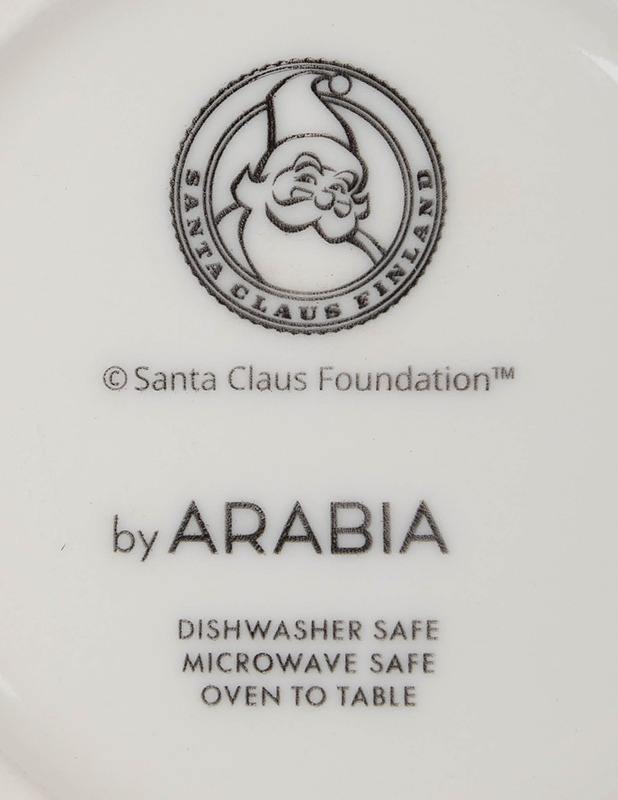 SANTA CLAUS FINLAND
© Santa Claus Foundation™
by ARABIA
DISHWASHER SAFE
MICROWAVE SAFE
OVEN TO TABLE